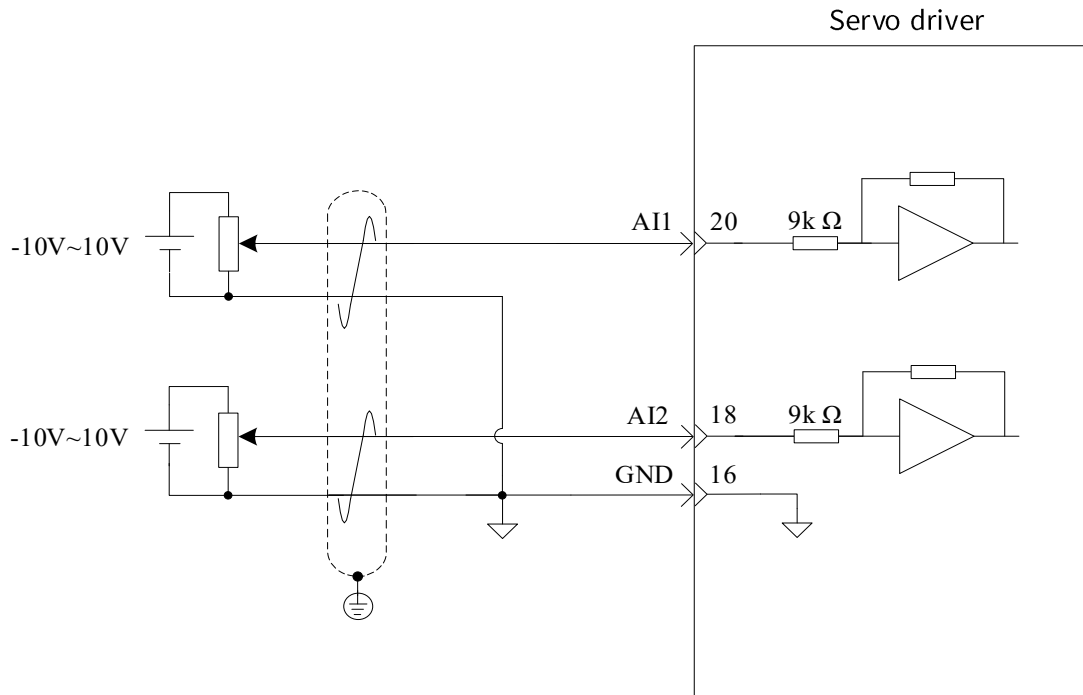 Servo driver
-10V~10V
AI1
20
9k Ω
-10V~10V
AI2
18
9k Ω
GND
16